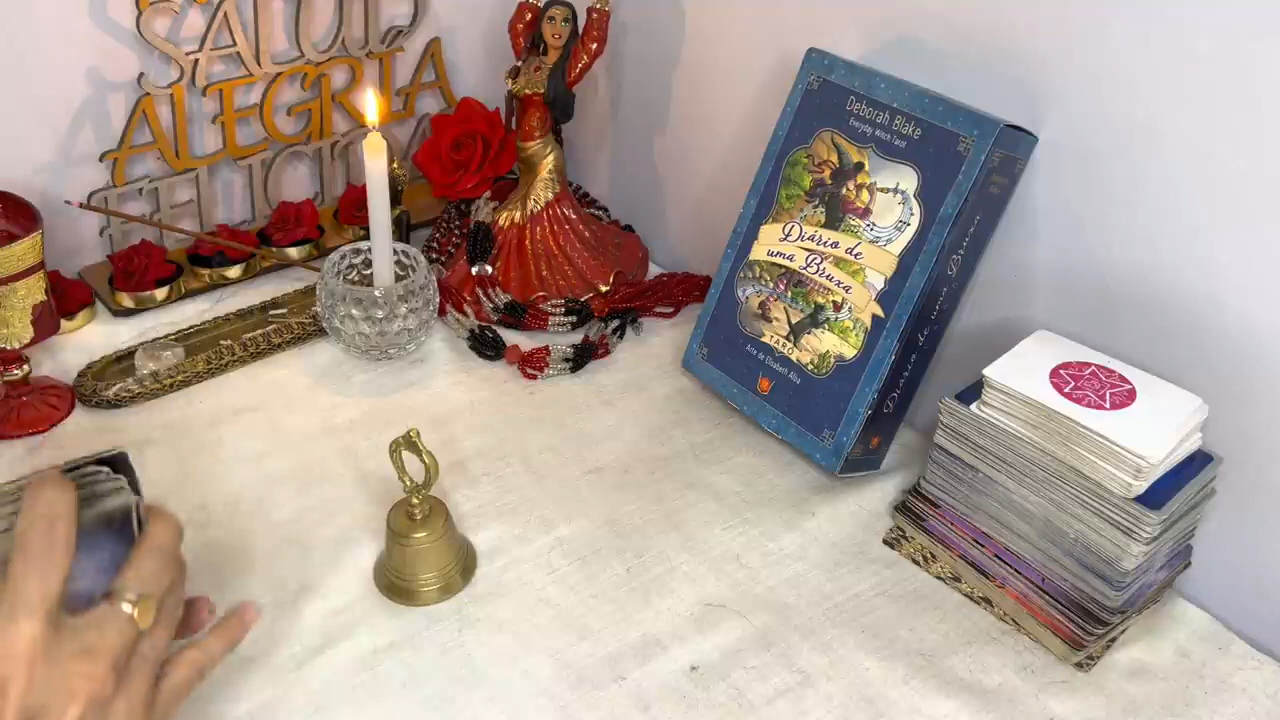 SALUD
ALEGRIA
FELICID
Deborah Blake
Everyday Witch Tarot
Diário de
uma Bruxa
TARÔ
Arte de Elisabeth Alba
Diário de uma Bruxa